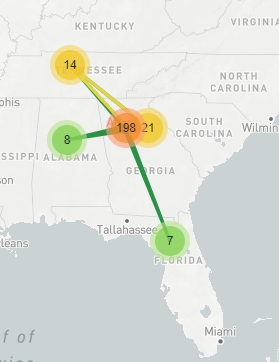 KENTUCKY
VIRGINIA
14
ESSEE
NORTH
CAROLINA
phis
198
21
SOUTH
CAROLINA
Wilmin
8
SSIPPI
ALABAMA
GEORGIA
son
Tallahassee
leans
7
FLORIDA
Miami
f of